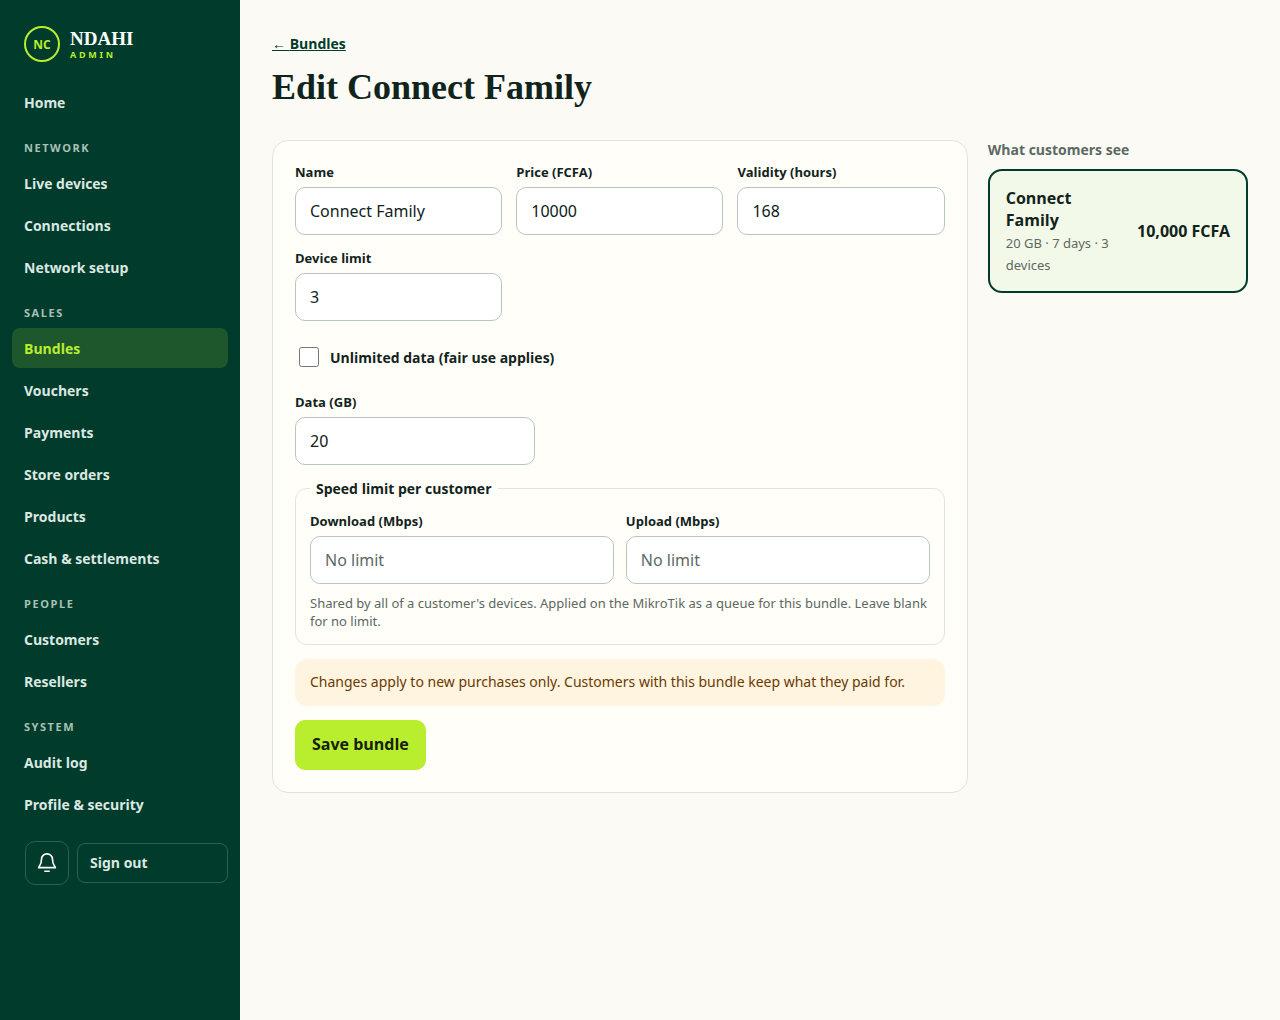 NC
NDAHI
ADMIN
Home
NETWORK
Live devices
Connections
Network setup
SALES
Bundles
Vouchers
Payments
Store orders
Products
Cash & settlements
PEOPLE
Customers
Resellers
SYSTEM
Audit log
Profile & security
Sign out
← Bundles
Edit Connect Family
Name
Connect Family
Price (FCFA)
10000
Validity (hours)
168
Device limit
3
Unlimited data (fair use applies)
Data (GB)
20
Speed limit per customer
Download (Mbps)
No limit
Upload (Mbps)
No limit
Shared by all of a customer's devices. Applied on the MikroTik as a queue for this bundle. Leave blank
for no limit.
Changes apply to new purchases only. Customers with this bundle keep what they paid for.
Save bundle
What customers see
Connect
Family
20 GB · 7 days · 3
devices
10,000 FCFA